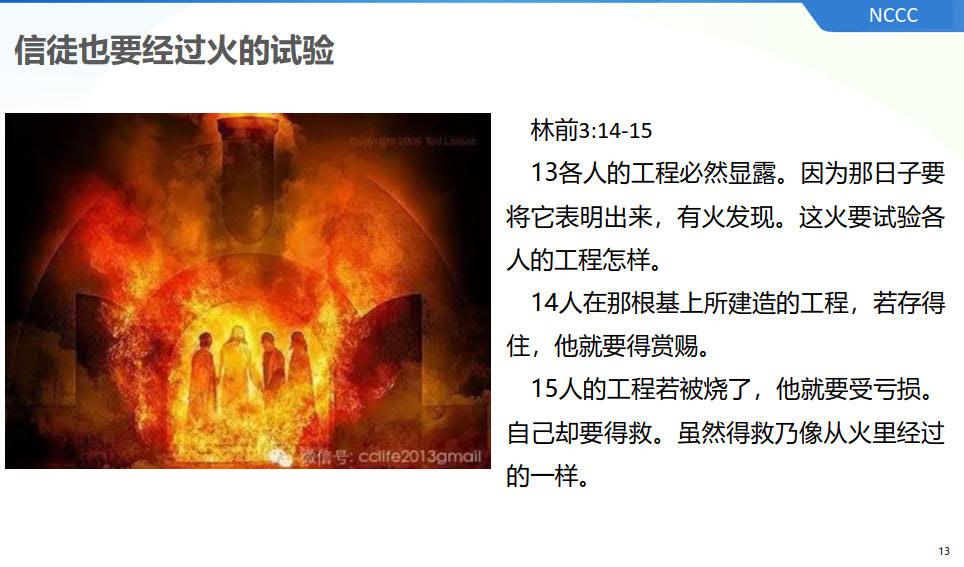 NCCC
信徒也要经过火的试验
Copyright 2006 Ted Larson
林前3:14-15
13各人的工程必然显露。因为那日子要
将它表明出来，有火发现。这火要试验各
人的工程怎样。
14人在那根基上所建造的工程，若存得
住，他就要得赏赐。
15人的工程若被烧了，他就要受亏损。
自己却要得救。虽然得救乃像从火里经过
的一样。
微信号: cclife2013gmail
13